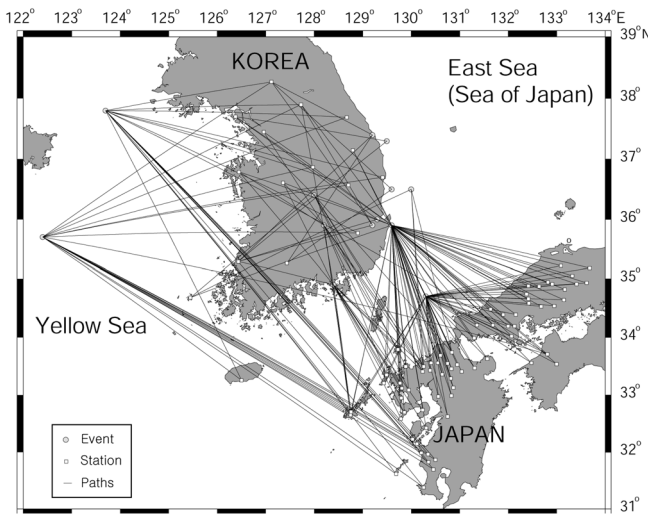 122° 123° 124° 125° 126° 127° 128° 129° 130° 131° 132° 133° 134°E
39°N
KOREA
East Sea
(Sea of Japan)
38°
37°
36°
35°
Yellow Sea
34°
33°
JAPAN
Event
Station
Paths
32°
31°